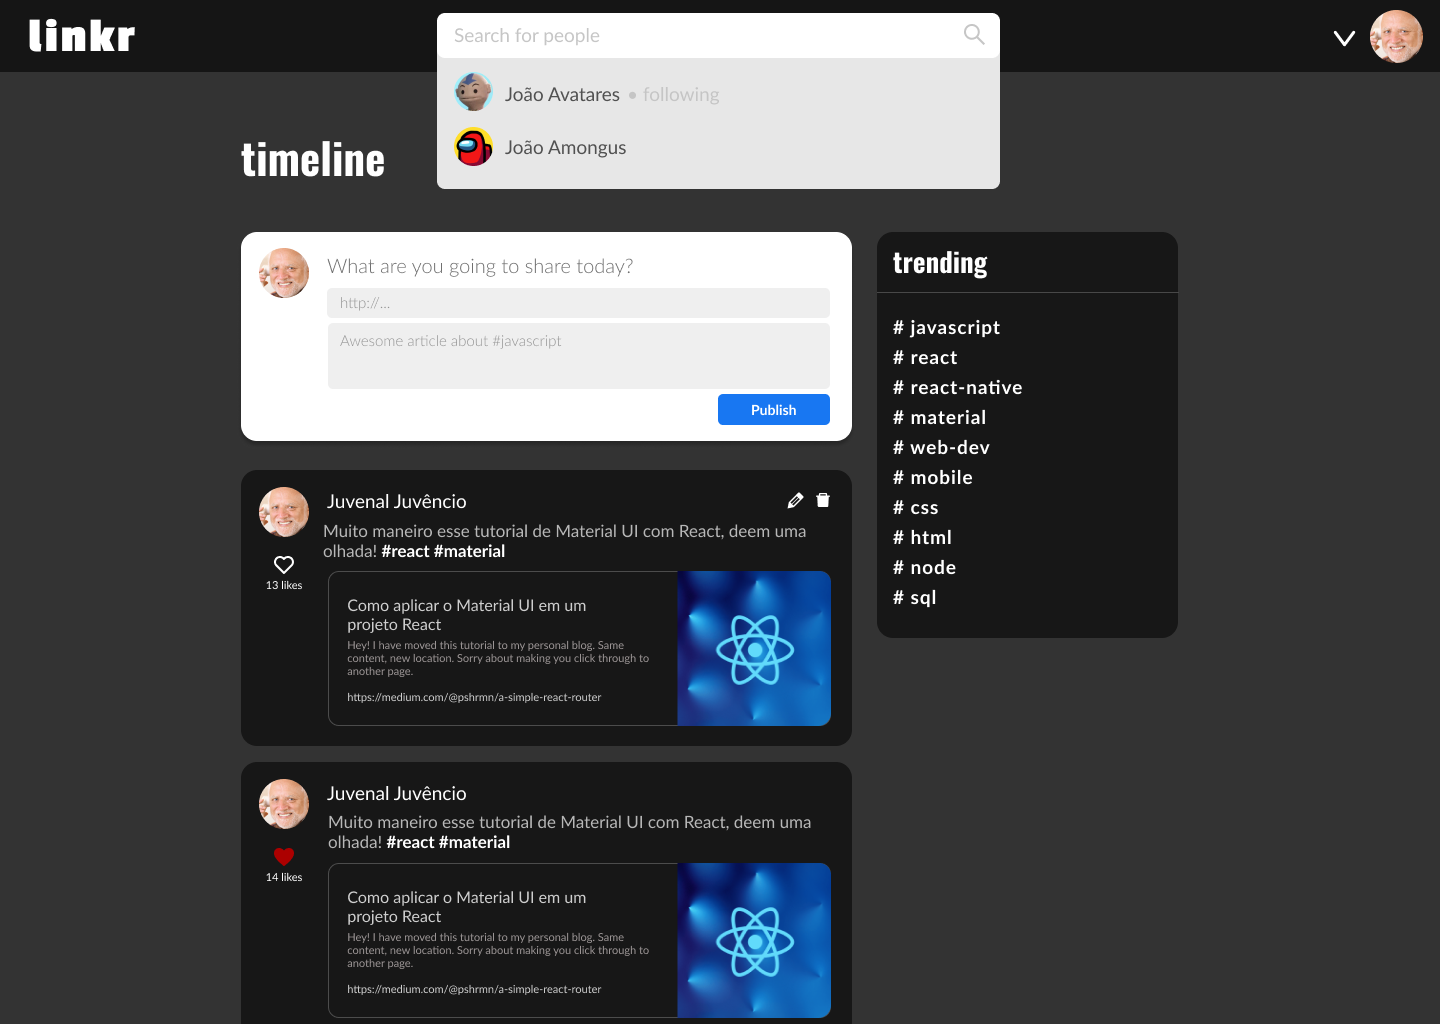 linkr
Search for people
João Avatares • following
João Amongus
timeline
What are you going to share today?
http://...
Awesome article about #javascript
Publish
trending
# javascript
# react
# react-native
# material
# web-dev
# mobile
# css
# html
# node
# sql
Juvenal Juvêncio
Muito maneiro esse tutorial de Material UI com React, deem uma
olhada! #react #material
13 likes
Como aplicar o Material UI em um
projeto React
Hey! I have moved this tutorial to my personal blog. Same
content, new location. Sorry about making you click through to
another page.
https://medium.com/@pshrmn/a-simple-react-router
Juvenal Juvêncio
Muito maneiro esse tutorial de Material UI com React, deem uma
olhada! #react #material
14 likes
Como aplicar o Material UI em um
projeto React
Hey! I have moved this tutorial to my personal blog. Same
content, new location. Sorry about making you click through to
another page.
https://medium.com/@pshrmn/a-simple-react-router